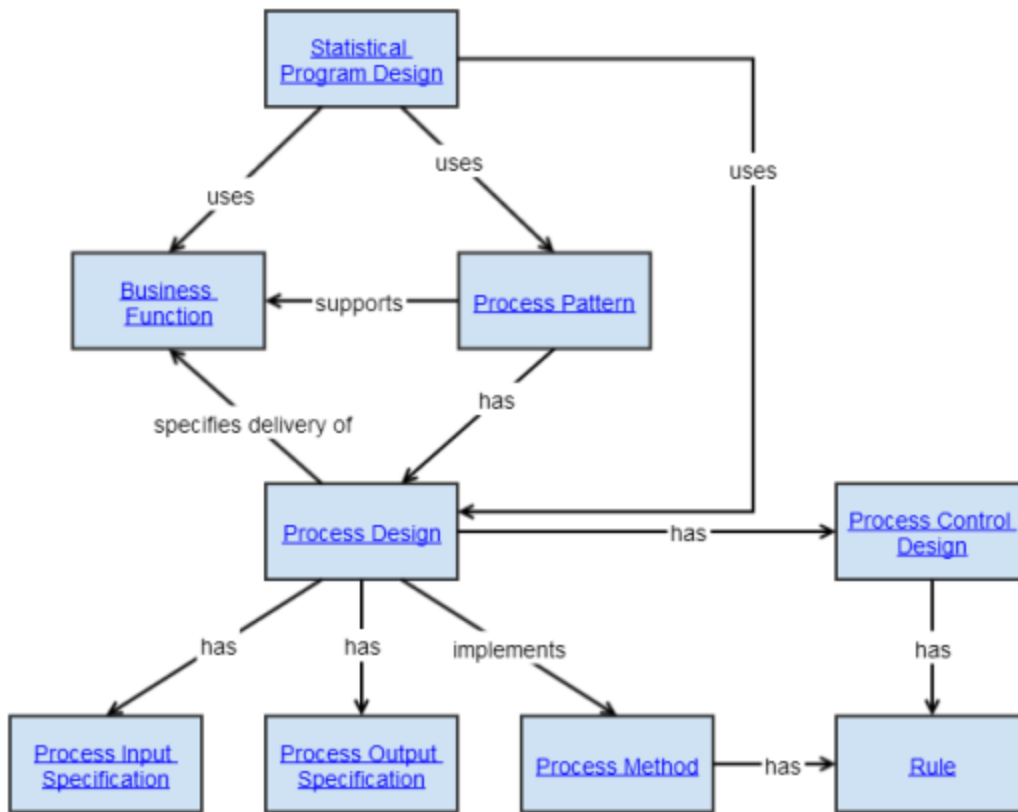 Statistical
Program Design
uses
uses
uses
Business
Function
supports
Process Pattern
has
specifies delivery of
Process Design
has
Process Control
Design
has
has
implements
has
Process Input
Specification
Process Output
Specification
Process Method
has
Rule